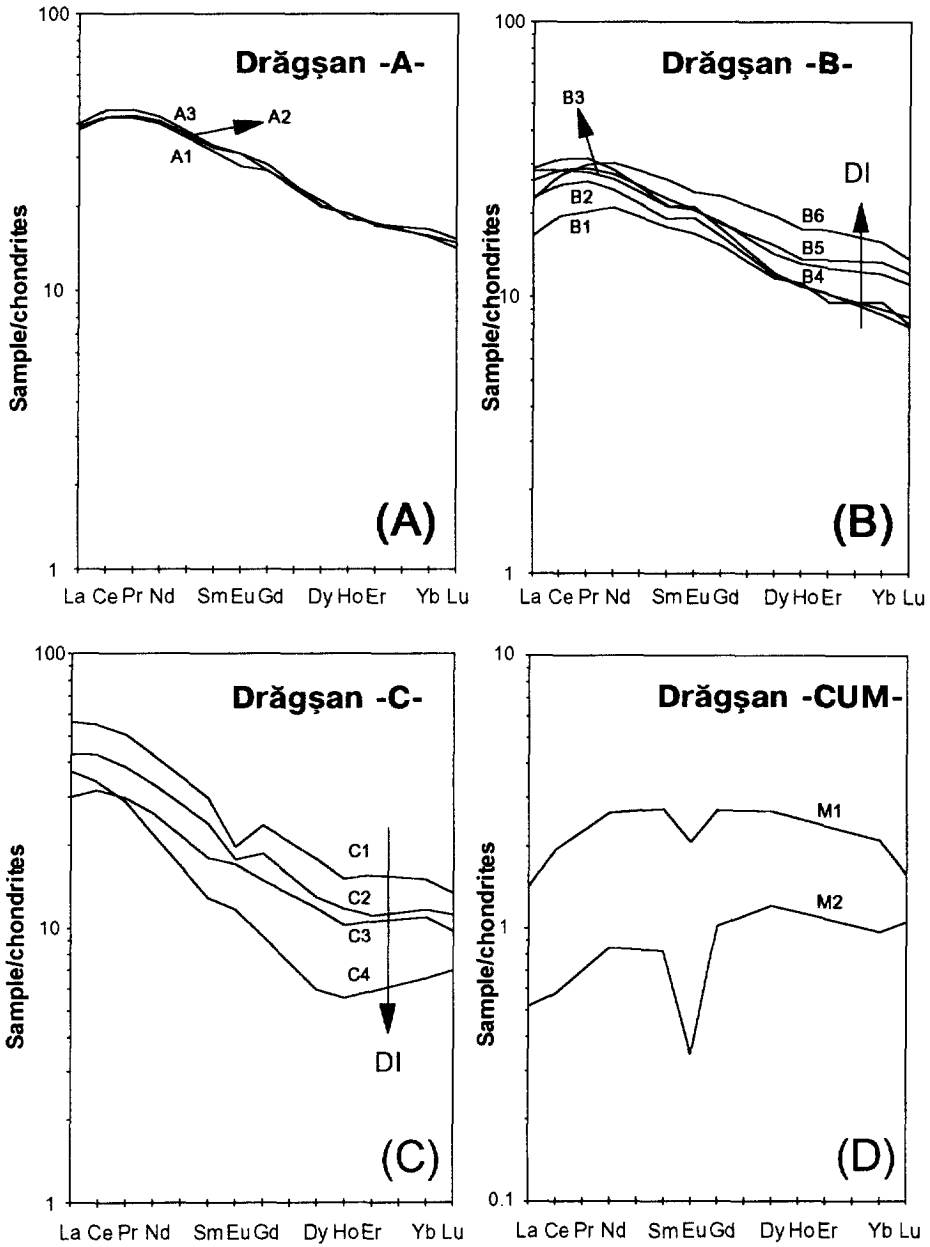 100
Drăgşan -A-
A3
A2
A1
10
Sample/chondrites
(A)
1
La Ce Pr Nd Sm Eu Gd Dy Ho Er Yb Lu
100
Drăgşan -B-
B3
DI
B2
B6
B1
B5
B4
10
Sample/chondrites
(B)
1
La Ce Pr Nd Sm Eu Gd Dy Ho Er Yb Lu
100
Drăgşan -C-
C1
C2
10
C3
C4
Sample/chondrites
DI
(C)
1
La Ce Pr Nd Sm Eu Gd Dy Ho Er Yb Lu
10
Drăgşan -CUM-
M1
M2
1
Sample/chondrites
(D)
0.1
La Ce Pr Nd Sm Eu Gd Dy Ho Er Yb Lu